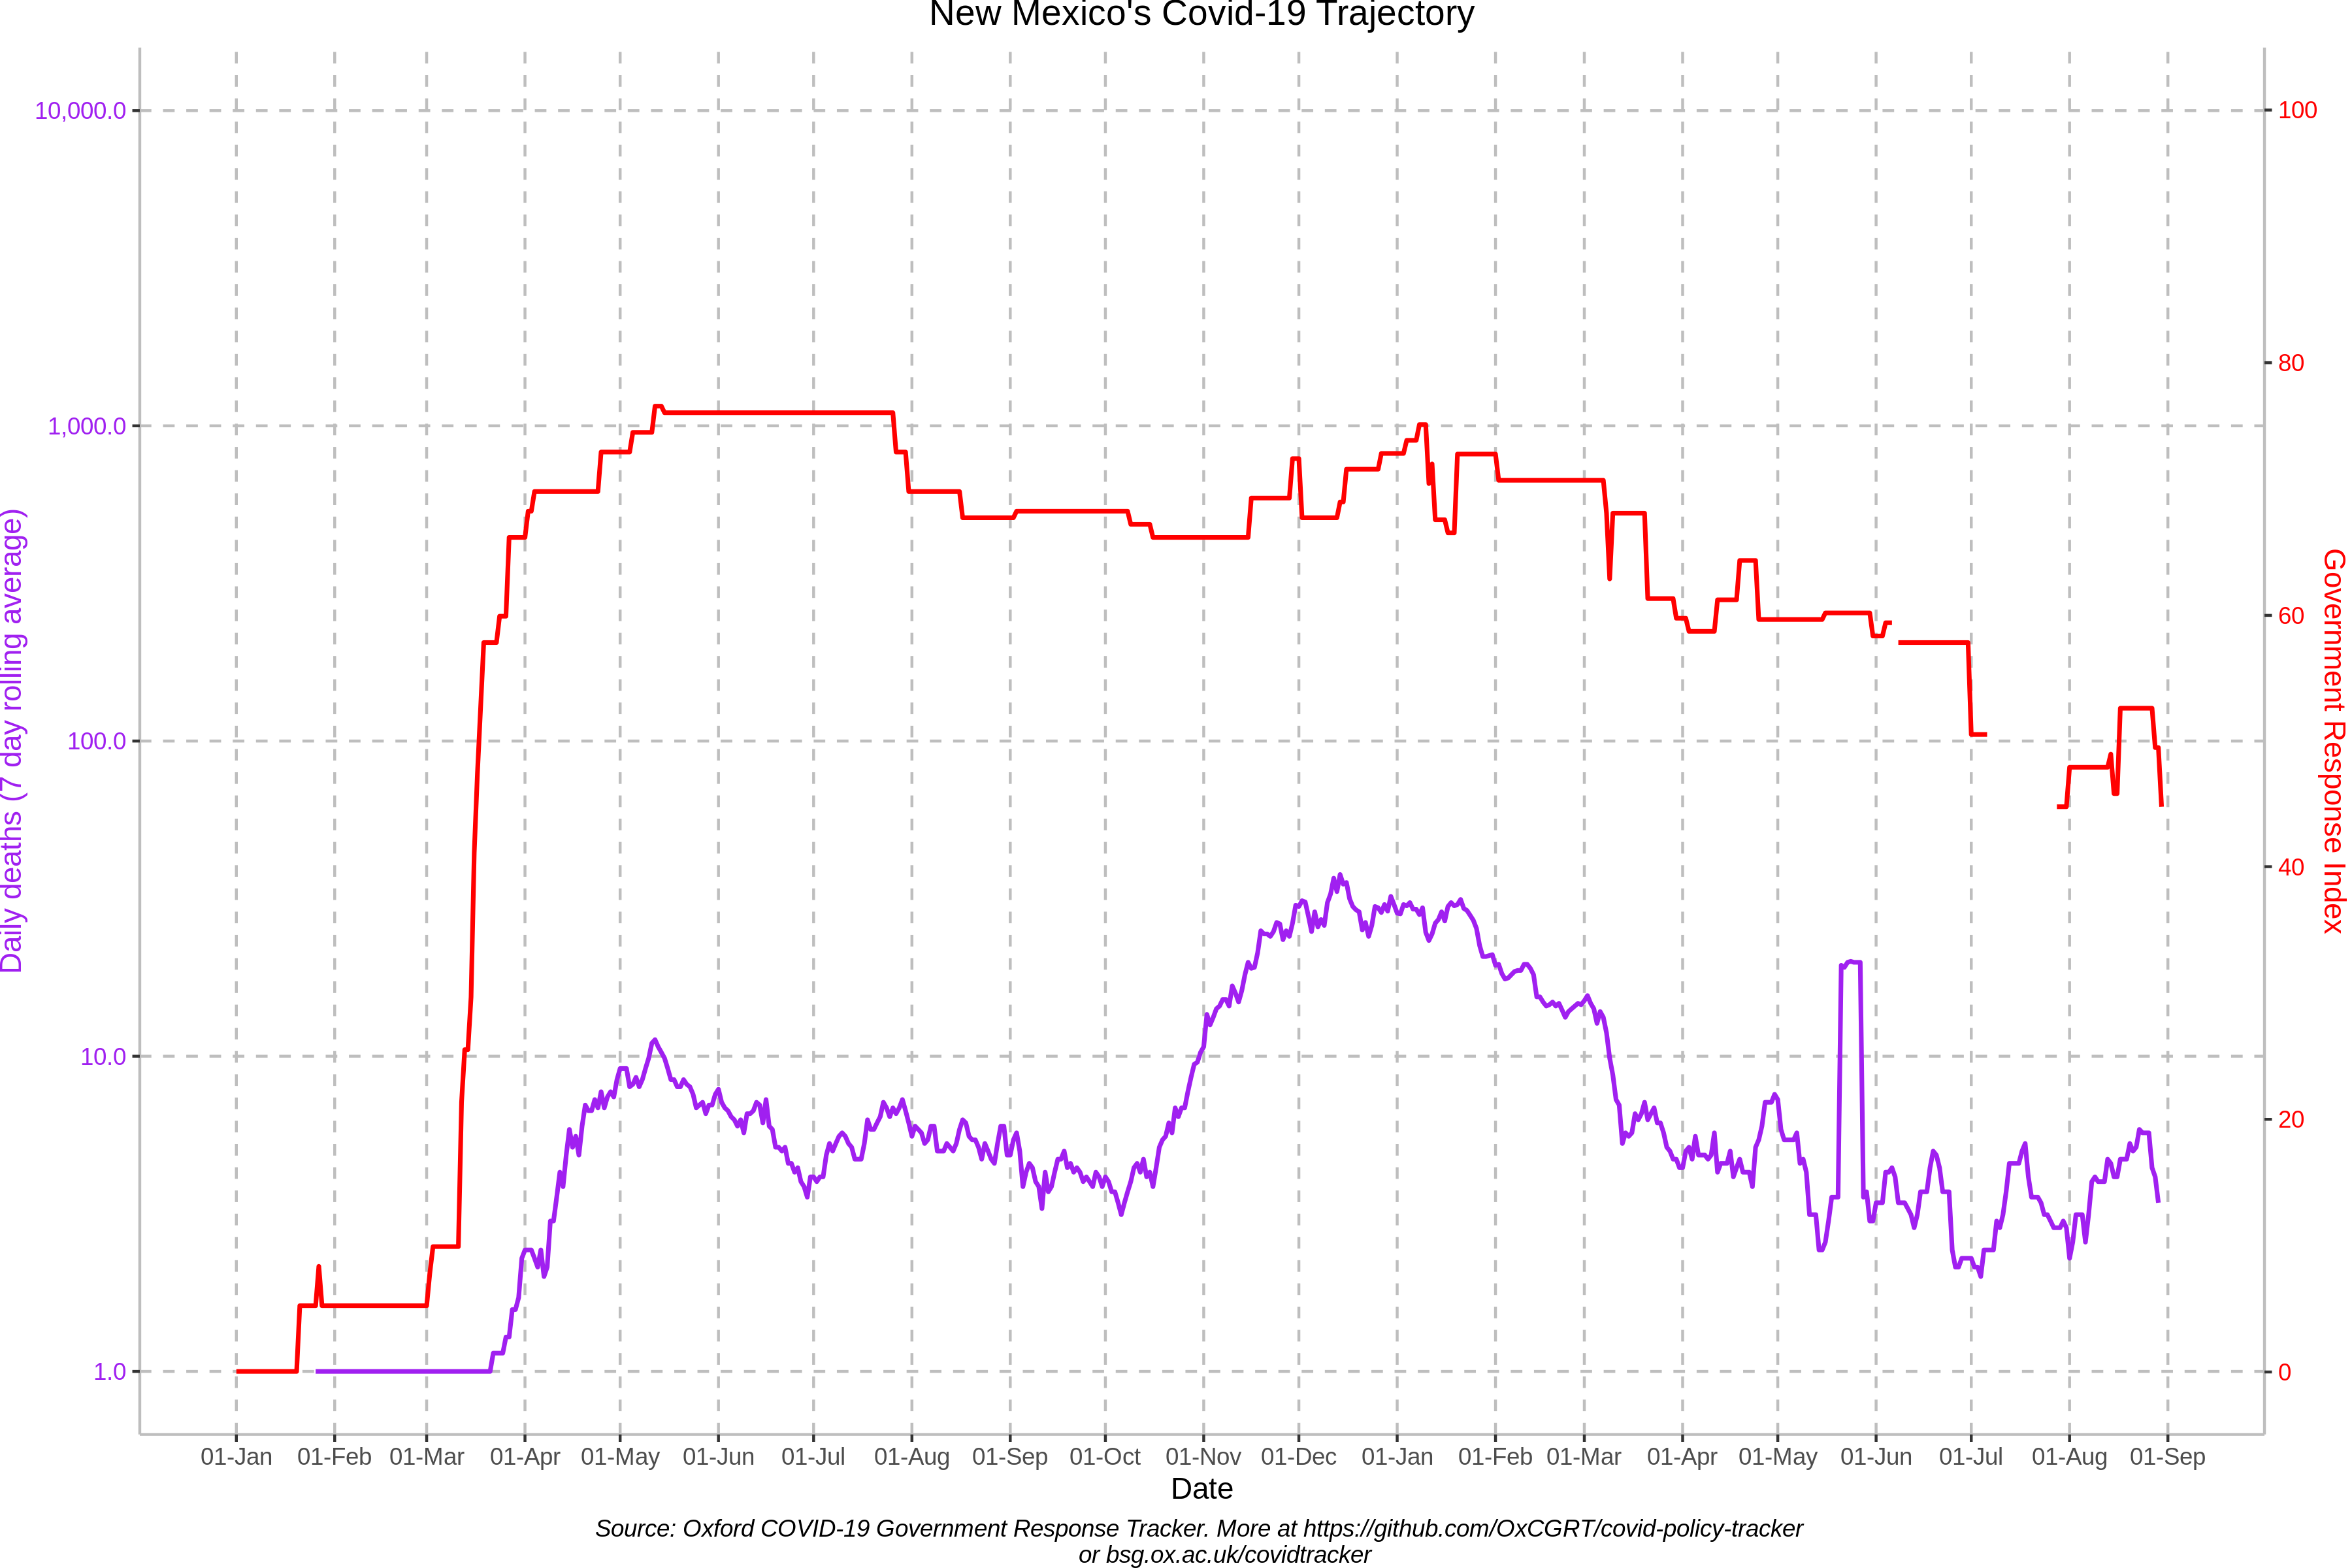 New Mexico's Covid-19 Trajectory
10,000.0
1,000.0
100.0
10.0
1.0
Daily deaths (7 day rolling average)
100
80
60
40
20
0
Government Response Index
01-Jan 01-Feb 01-Mar 01-Apr 01-May 01-Jun 01-Jul 01-Aug 01-Sep 01-Oct 01-Nov 01-Dec 01-Jan 01-Feb 01-Mar 01-Apr 01-May 01-Jun 01-Jul 01-Aug 01-Sep
Date
Source: Oxford COVID-19 Government Response Tracker. More at https://github.com/OxCGRT/covid-policy-tracker
or bsg.ox.ac.uk/covidtracker